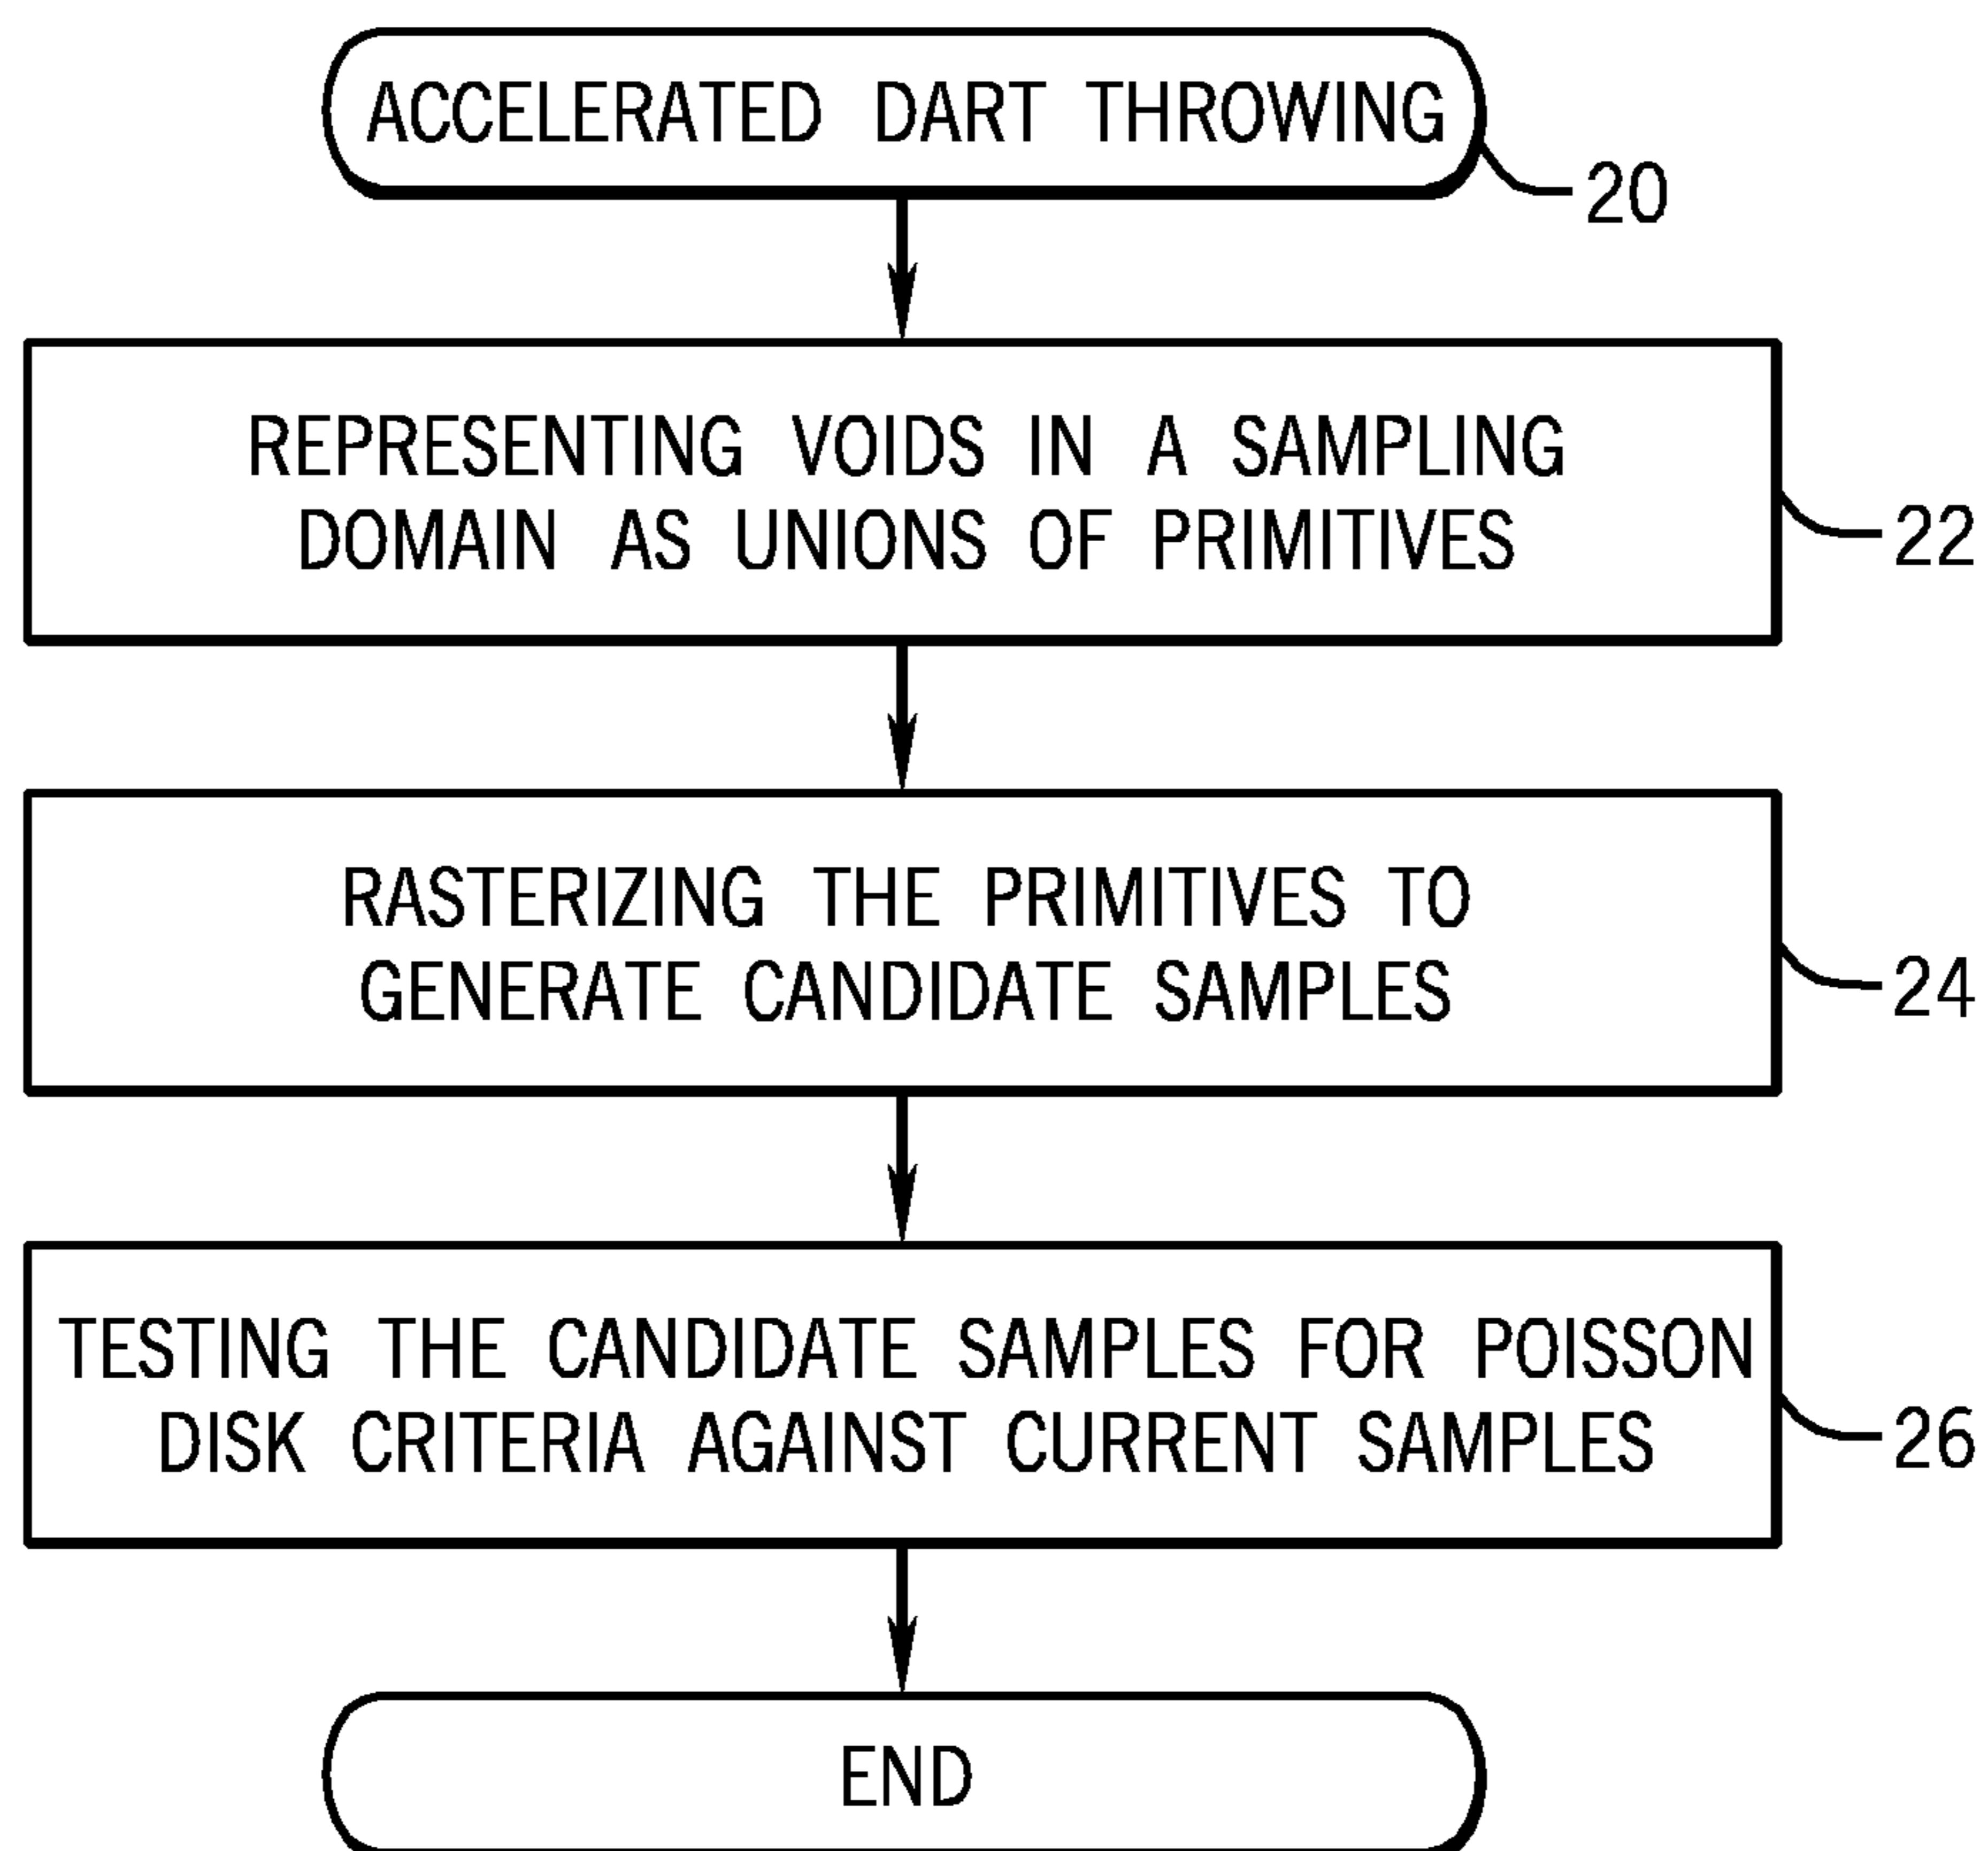 ACCELERATED DART THROWING
20
REPRESENTING VOIDS IN A SAMPLING
DOMAIN AS UNIONS OF PRIMITIVES
22
RASTERIZING THE PRIMITIVES TO
GENERATE CANDIDATE SAMPLES
24
TESTING THE CANDIDATE SAMPLES FOR POISSON
DISK CRITERIA AGAINST CURRENT SAMPLES
26
END